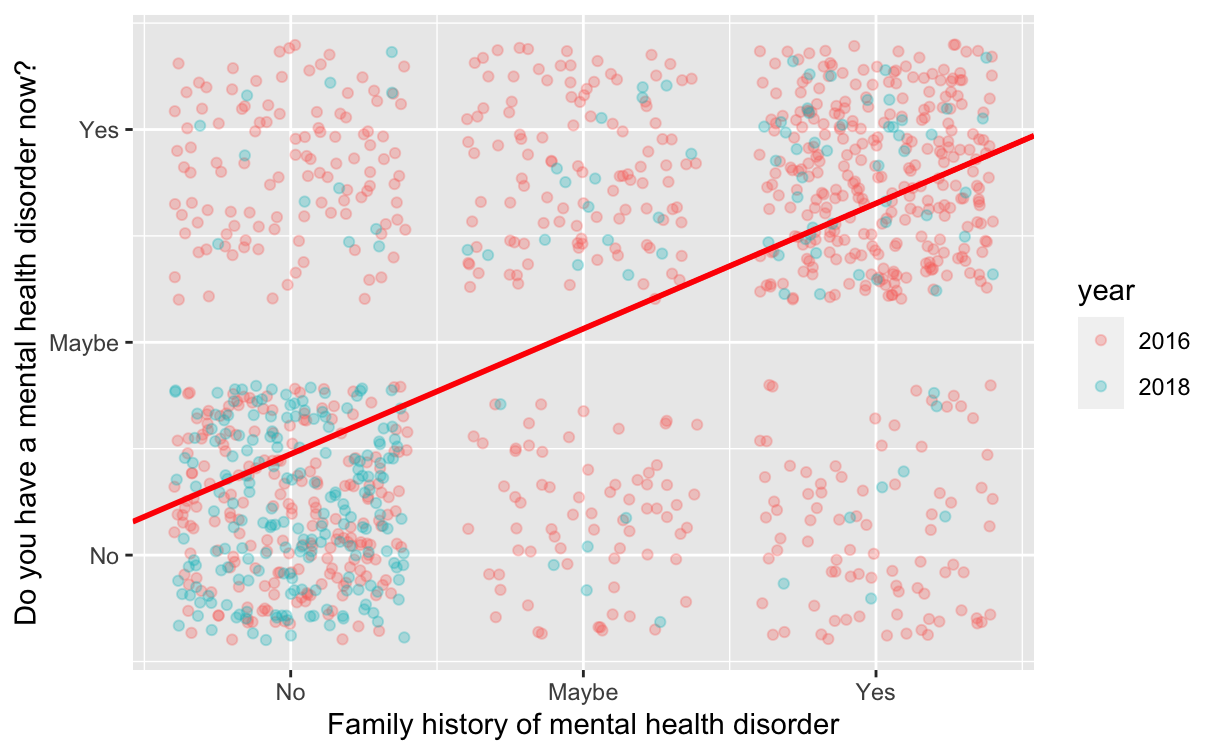 Do you have a mental health disorder now?
Yes
Maybe
No
No
Maybe
Yes
Family history of mental health disorder
year
2016
2018